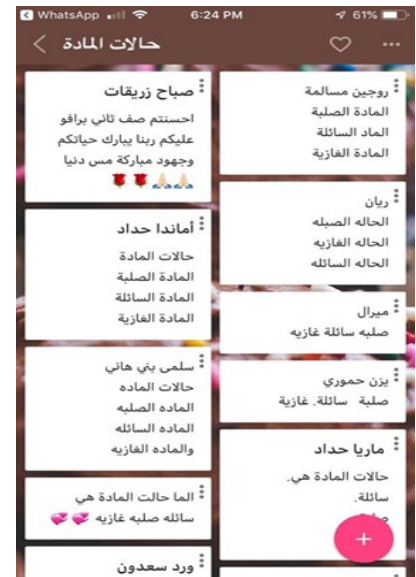 WhatsApp 6:24 PM 61%
حالات المادة
روجين مسالمة
المادة الصلبة
الماد السائلة
المادة الغازية
ريان
الحاله الصبله
الحاله الغازيه
الحاله السائله
ميرال
صلبه سائلة غازيه
يزن حموري
صلبة سائلة. غازية
ماريا حداد
حالات المادة هي.
سائلة.
صباح زريقات
احسنتم صف ثاني برافو
عليكم ربنا يبارك حياتكم
وجهود مباركة مس دنيا
🙏🏻🙏🏻🌹🌹
أماندا حداد
حالات المادة
المادة الصلبة
المادة السائلة
المادة الغازية
سلمى بني هاني
حالات الماده
الماده الصلبه
الماده السائله
والماده الغازيه
الما حالت المادة هي
سائله صلبه غازيه 💞💞
ورد سعدون